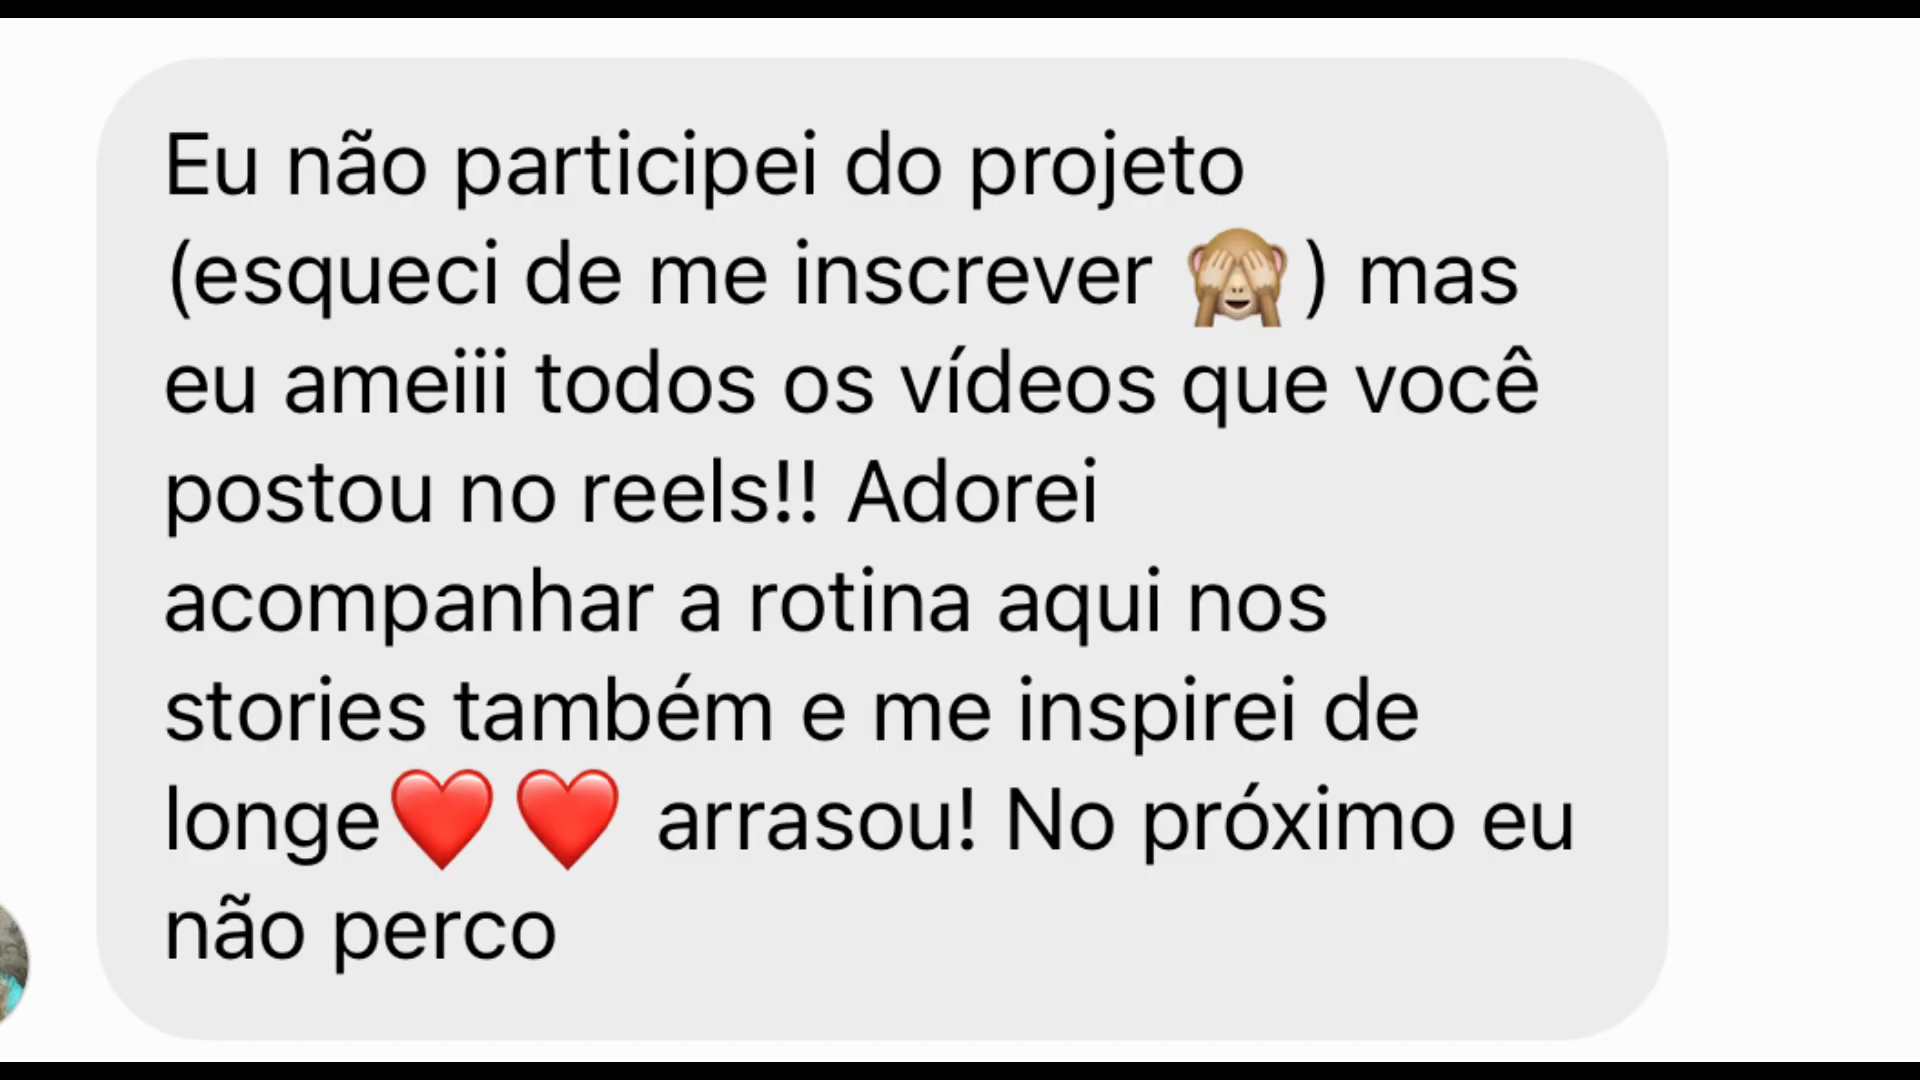 Eu não participei do projeto
(esqueci de me inscrever 🙈) mas
eu ameiii todos os vídeos que você
postou no reels!! Adorei
acompanhar a rotina aqui nos
stories também e me inspirei de
longe❤️❤️ arrasou! No próximo eu
não perco